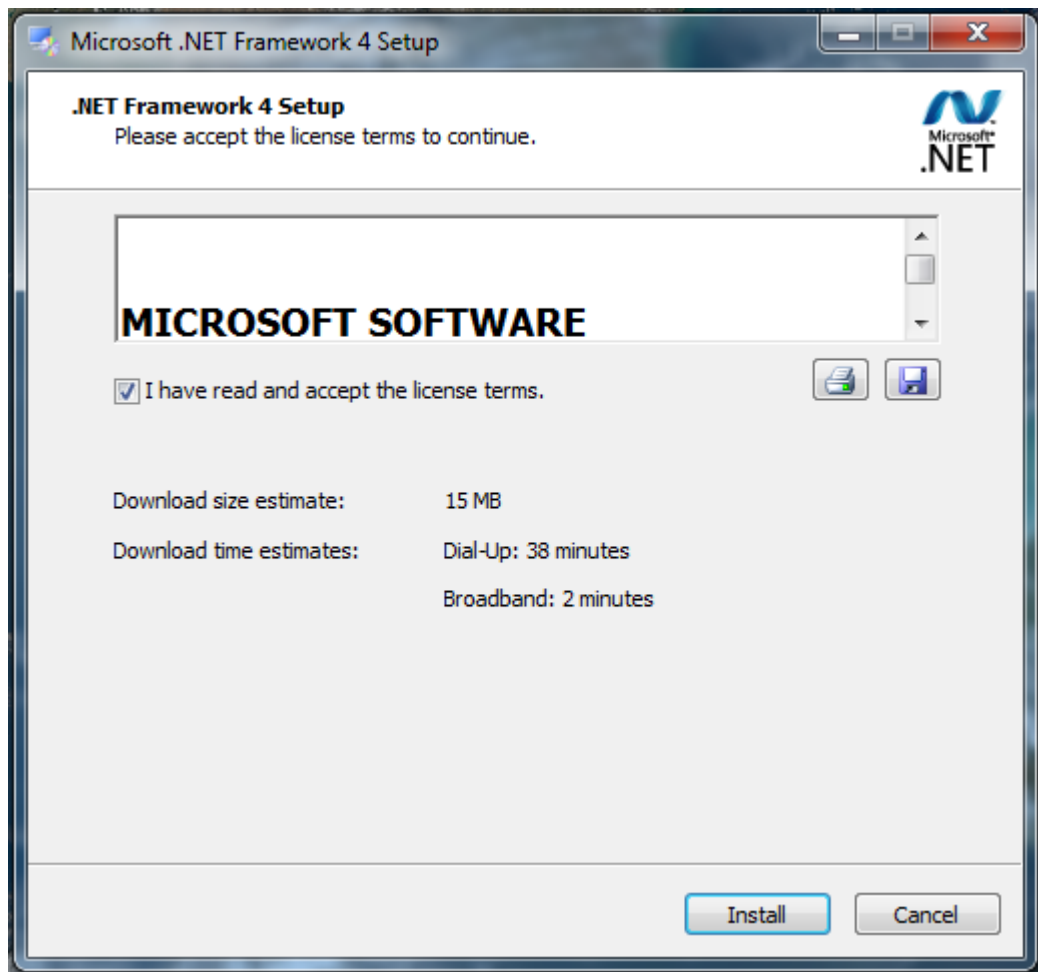 Microsoft .NET Framework 4 Setup
.NET Framework 4 Setup
Please accept the license terms to continue.
Microsoft®
.NET
MICROSOFT SOFTWARE
I have read and accept the license terms.
Download size estimate: 15 MB
Download time estimates: Dial-Up: 38 minutes
Broadband: 2 minutes
Install Cancel